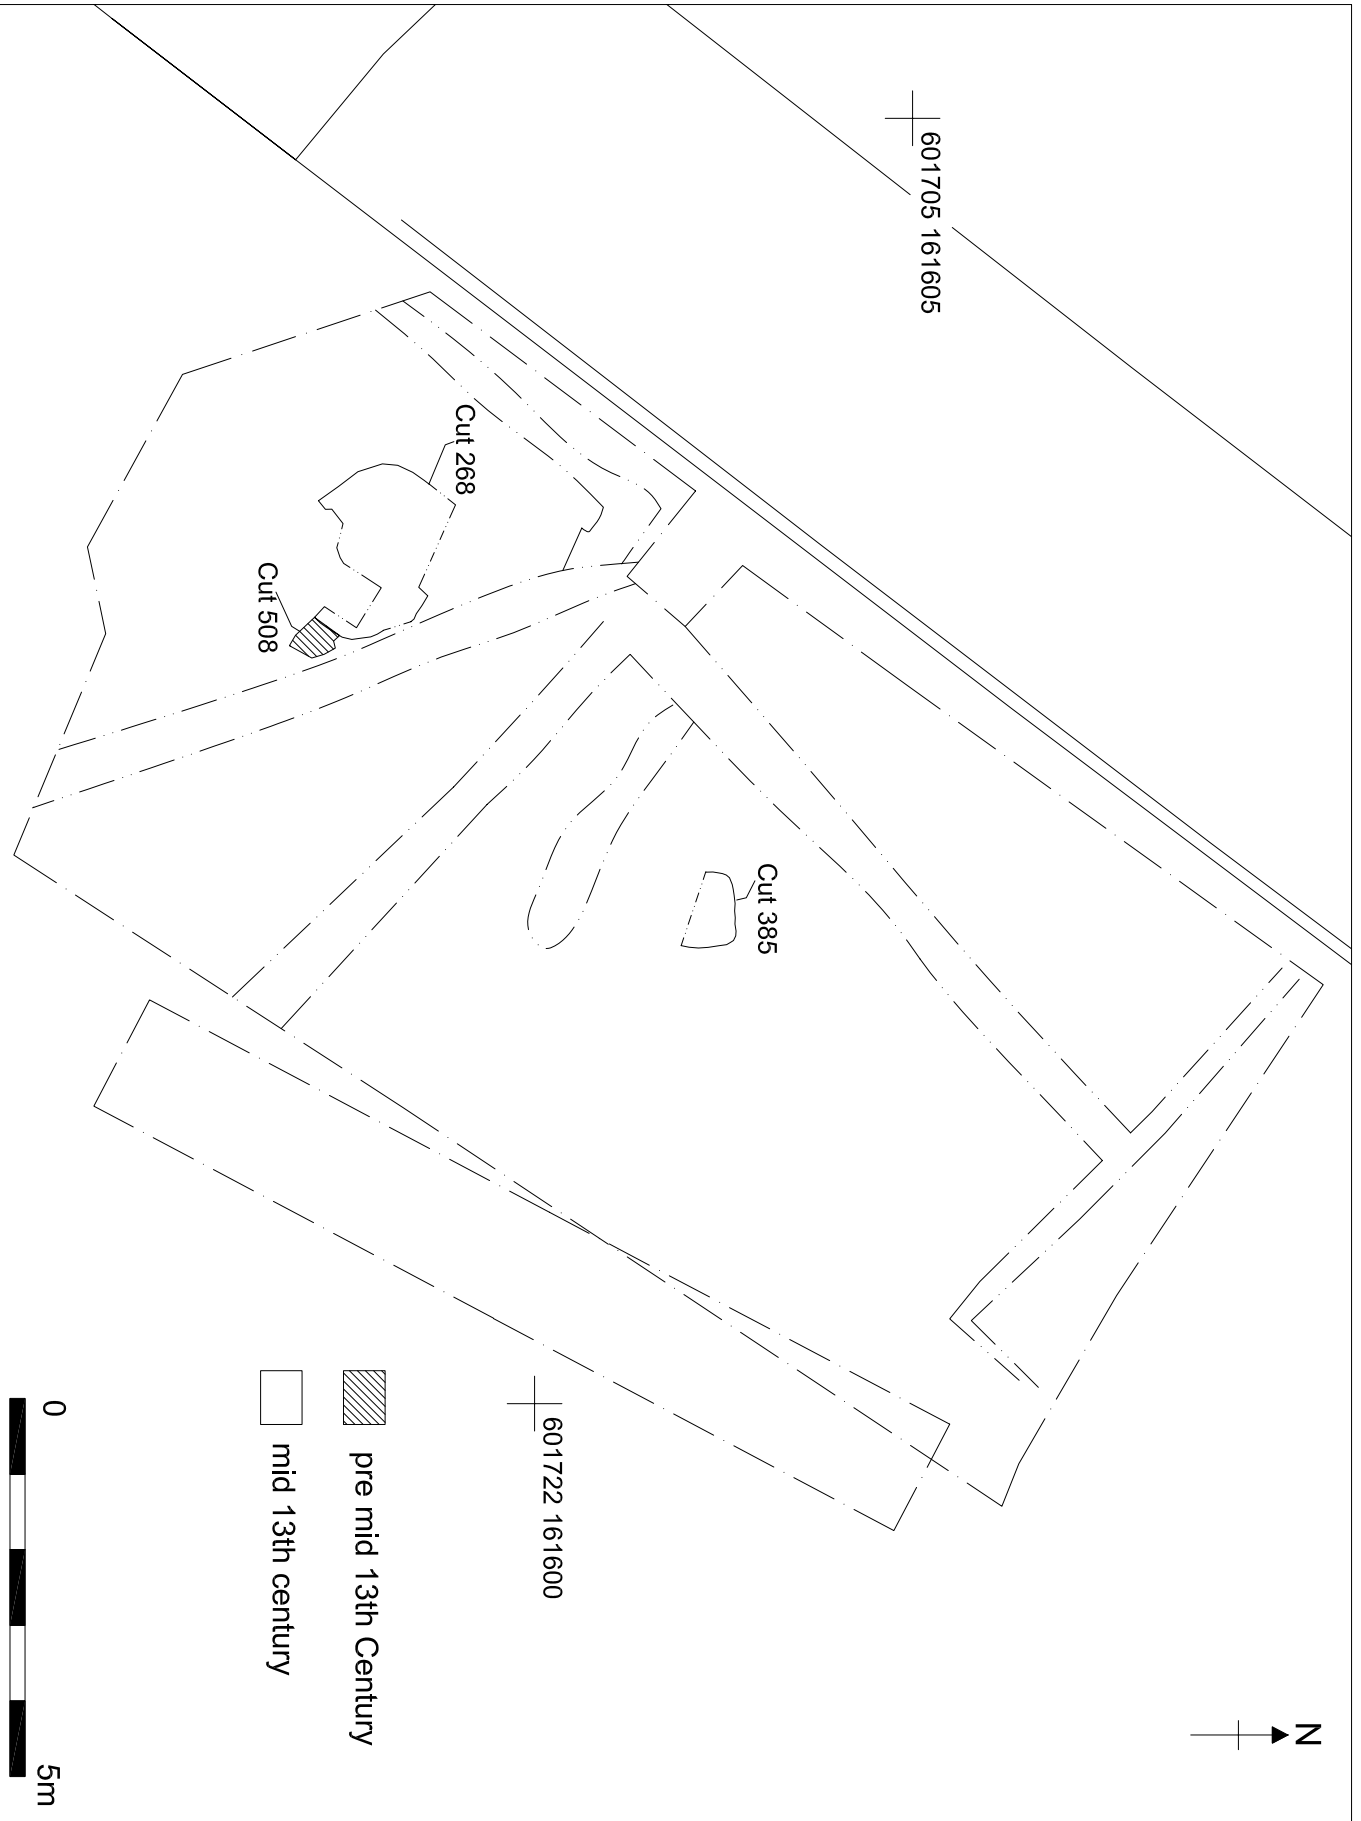 N
601705 161605
Cut 385
601722 161600
Cut 268
pre mid 13th Century
mid 13th century
Cut 508
0
5m